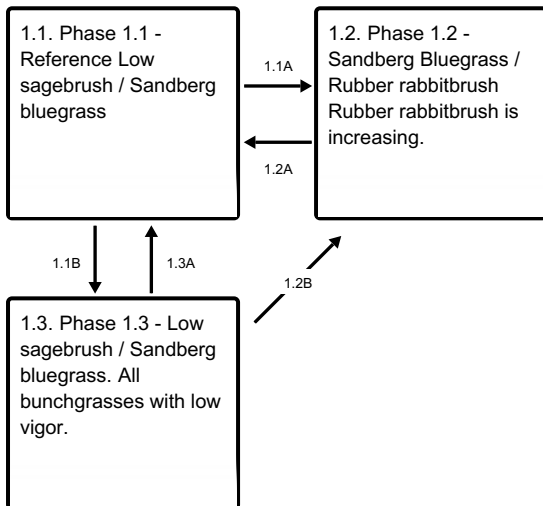 1.1. Phase 1.1 -
Reference Low
sagebrush / Sandberg
bluegrass
1.1A
1.2A
1.2. Phase 1.2 -
Sandberg Bluegrass /
Rubber rabbitbrush
Rubber rabbitbrush is
increasing.
1.1B
1.3A
1.2B
1.3. Phase 1.3 - Low
sagebrush / Sandberg
bluegrass. All
bunchgrasses with low
vigor.